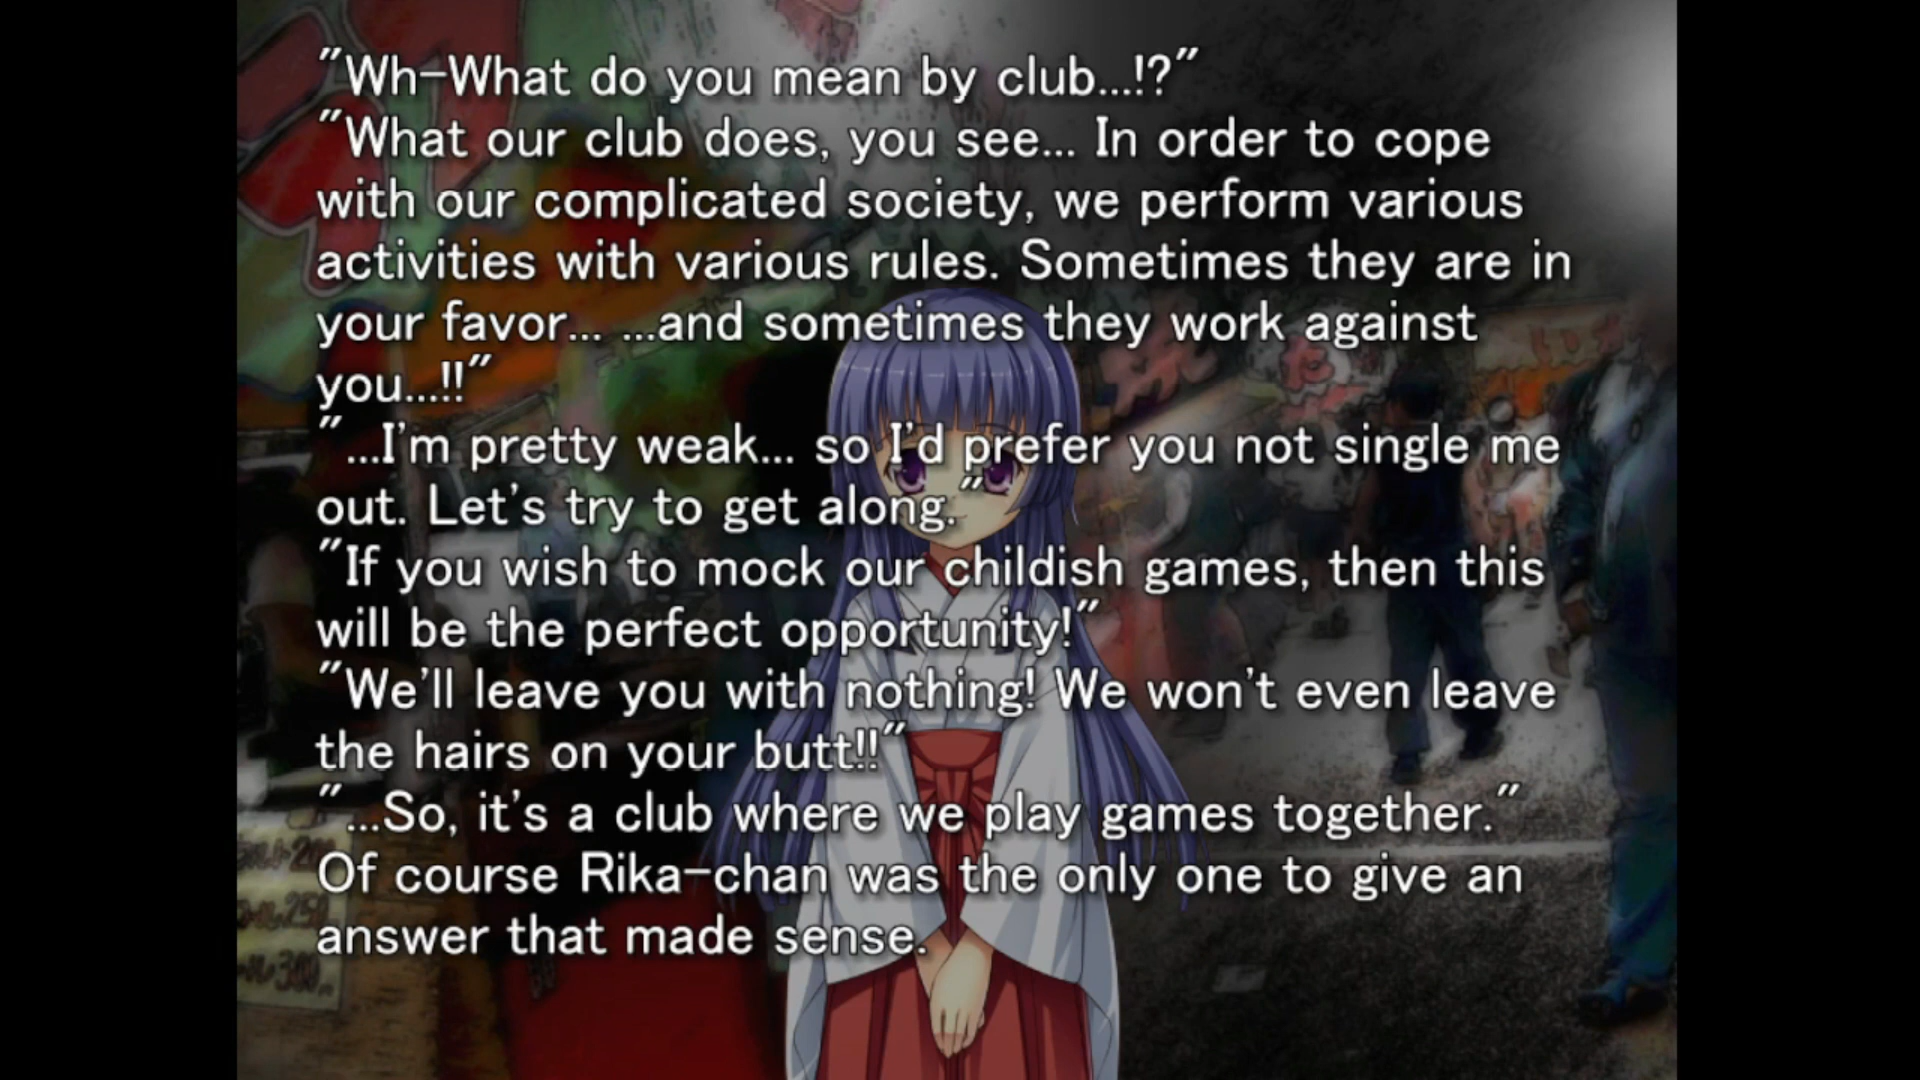 "Wh-What do you mean by club...!?"
"What our club does, you see... In order to cope
with our complicated society, we perform various
activities with various rules. Sometimes they are in
your favor... ...and sometimes they work against
you...!!"
"...I'm pretty weak... so I'd prefer you not single me
out. Let's try to get along."
"If you wish to mock our childish games, then this
will be the perfect opportunity!"
"We'll leave you with nothing! We won't even leave
the hairs on your butt!!"
"...So, it's a club where we play games together."
Of course Rika-chan was the only one to give an
answer that made sense.